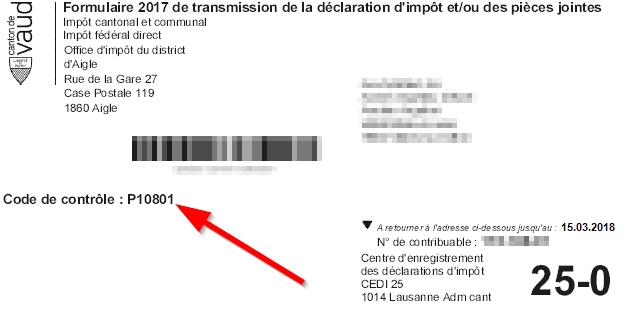 canton de
vaud
LIBERTÉ
ET
PATRIE
Formulaire 2017 de transmission de la déclaration d'impôt et/ou des pièces jointes
Impôt cantonal et communal
Impôt fédéral direct
Office d'impôt du district
d'Aigle
Rue de la Gare 27
Case Postale 119
1860 Aigle
Code de contrôle : P10801
A retourner à l'adresse ci-dessous jusqu'au : 15.03.2018
N° de contribuable :
Centre d'enregistrement
des déclarations d'impôt
CEDI 25
1014 Lausanne Adm cant
25-0